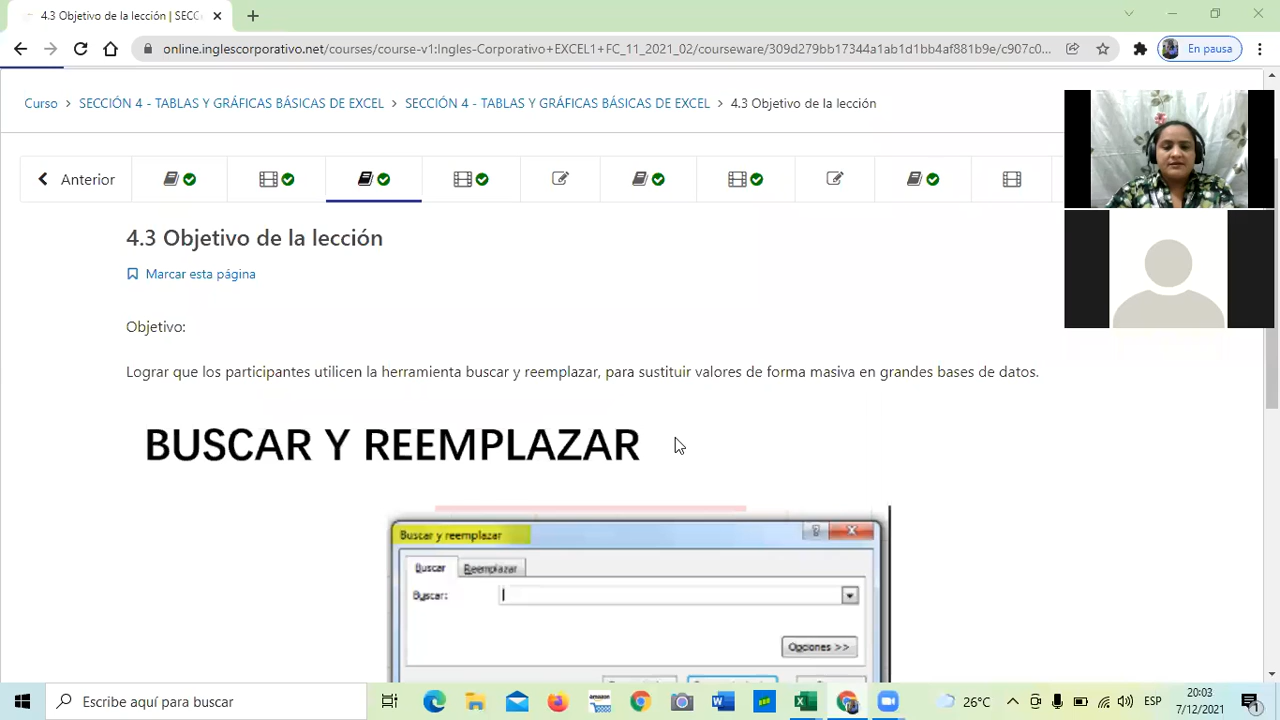 4.3 Objetivo de la lección | SECC
online.inglescorporativo.net/courses/course-v1:Ingles-Corporativo+EXCEL1+FC_11_2021_02/courseware/309d279bb17344a1ab1d1bb4af881b9e/c907c0...
En pausa
Curso > SECCIÓN 4 - TABLAS Y GRÁFICAS BÁSICAS DE EXCEL > SECCIÓN 4 - TABLAS Y GRÁFICAS BÁSICAS DE EXCEL > 4.3 Objetivo de la lección
Anterior
4.3 Objetivo de la lección
Marcar esta página
Objetivo:
Lograr que los participantes utilicen la herramienta buscar y reemplazar, para sustituir valores de forma masiva en grandes bases de datos.
BUSCAR Y REEMPLAZAR
Buscar y reemplazar
Buscar Reemplazar
Buscar:
Opciones >>
Escribe aquí para buscar
amazon
26°C
ESP
20:03
7/12/2021
1